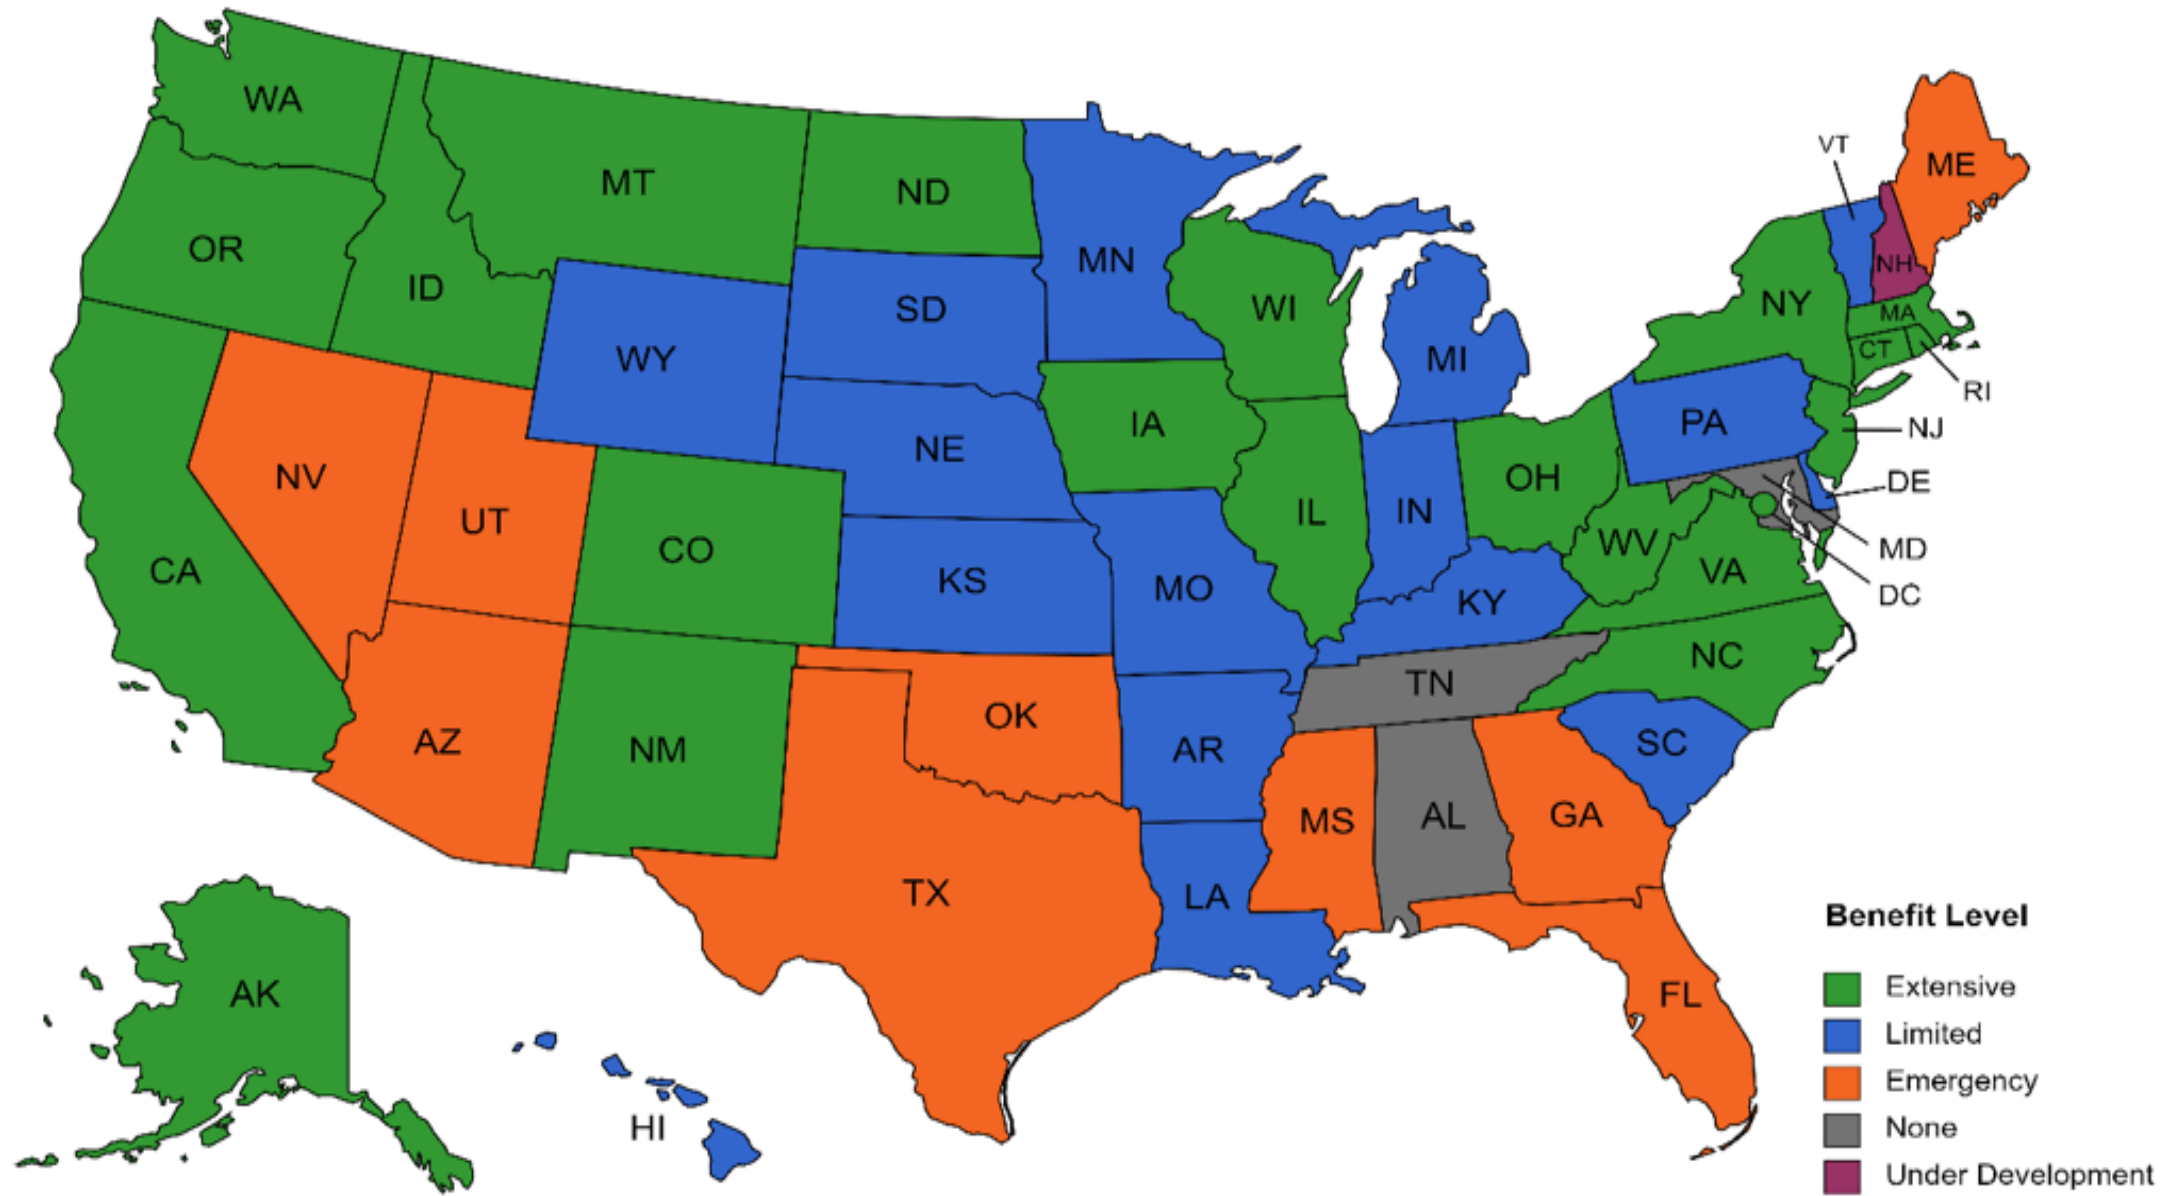 WA
MT
ND
MN
VT
ME
OR
ID
SD
WI
NH
NY
MA
WY
MI
CT
RI
NE
IA
PA
NJ
NV
UT
CO
IL
IN
OH
DE
CA
KS
MO
KY
WV
VA
MD
DC
NC
TN
AZ
NM
OK
AR
SC
MS
AL
GA
TX
LA
FL
AK
HI
Benefit Level
Extensive
Limited
Emergency
None
Under Development